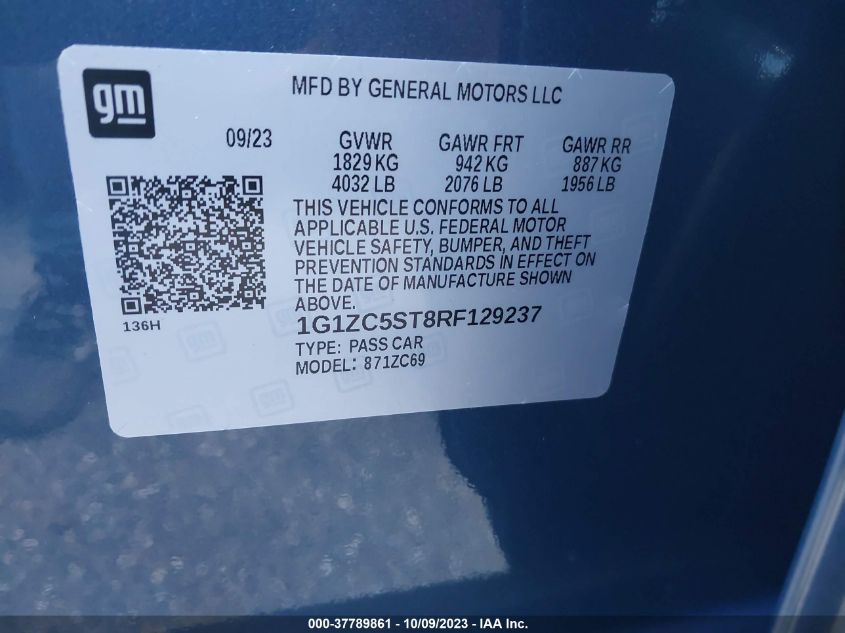 gm
MFD BY GENERAL MOTORS LLC
09/23 GVWR GAWR FRT GAWR RR
1829 KG 942 KG 887 KG
4032 LB 2076 LB 1956 LB
THIS VEHICLE CONFORMS TO ALL
APPLICABLE U.S. FEDERAL MOTOR
VEHICLE SAFETY, BUMPER, AND THEFT
PREVENTION STANDARDS IN EFFECT ON
THE DATE OF MANUFACTURE SHOWN
ABOVE.
136H
1G1ZC5ST8RF129237
TYPE: PASS CAR
MODEL: 871ZC69
000-37789861 - 10/09/2023 - IAA Inc.